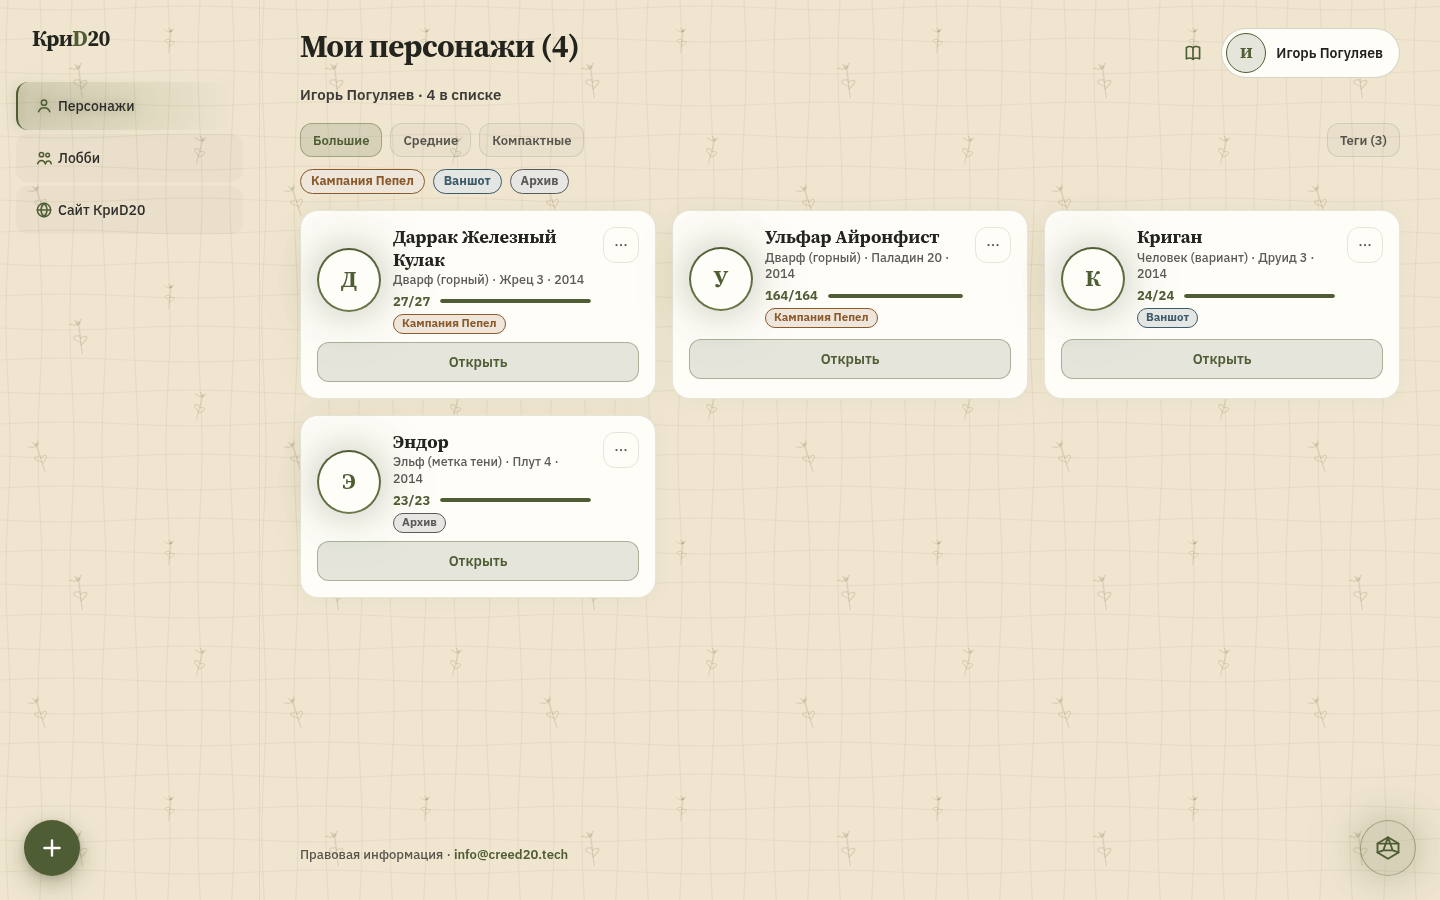 КриD20
Персонажи
Лобби
Сайт КриD20
Мои персонажи (4)
И
Игорь Погуляев
Игорь Погуляев · 4 в списке
Большие
Средние
Компактные
Теги (3)
Кампания Пепел
Ваншот
Архив
Д
Даррак Железный
Кулак
Дварф (горный) · Жрец 3 · 2014
27/27
Кампания Пепел
Открыть
У
Ульфар Айронфист
Дварф (горный) · Паладин 20 ·
2014
164/164
Кампания Пепел
Открыть
К
Криган
Человек (вариант) · Друид 3 ·
2014
24/24
Ваншот
Открыть
Э
Эндор
Эльф (метка тени) · Плут 4 ·
2014
23/23
Архив
Открыть
Правовая информация · info@creed20.tech